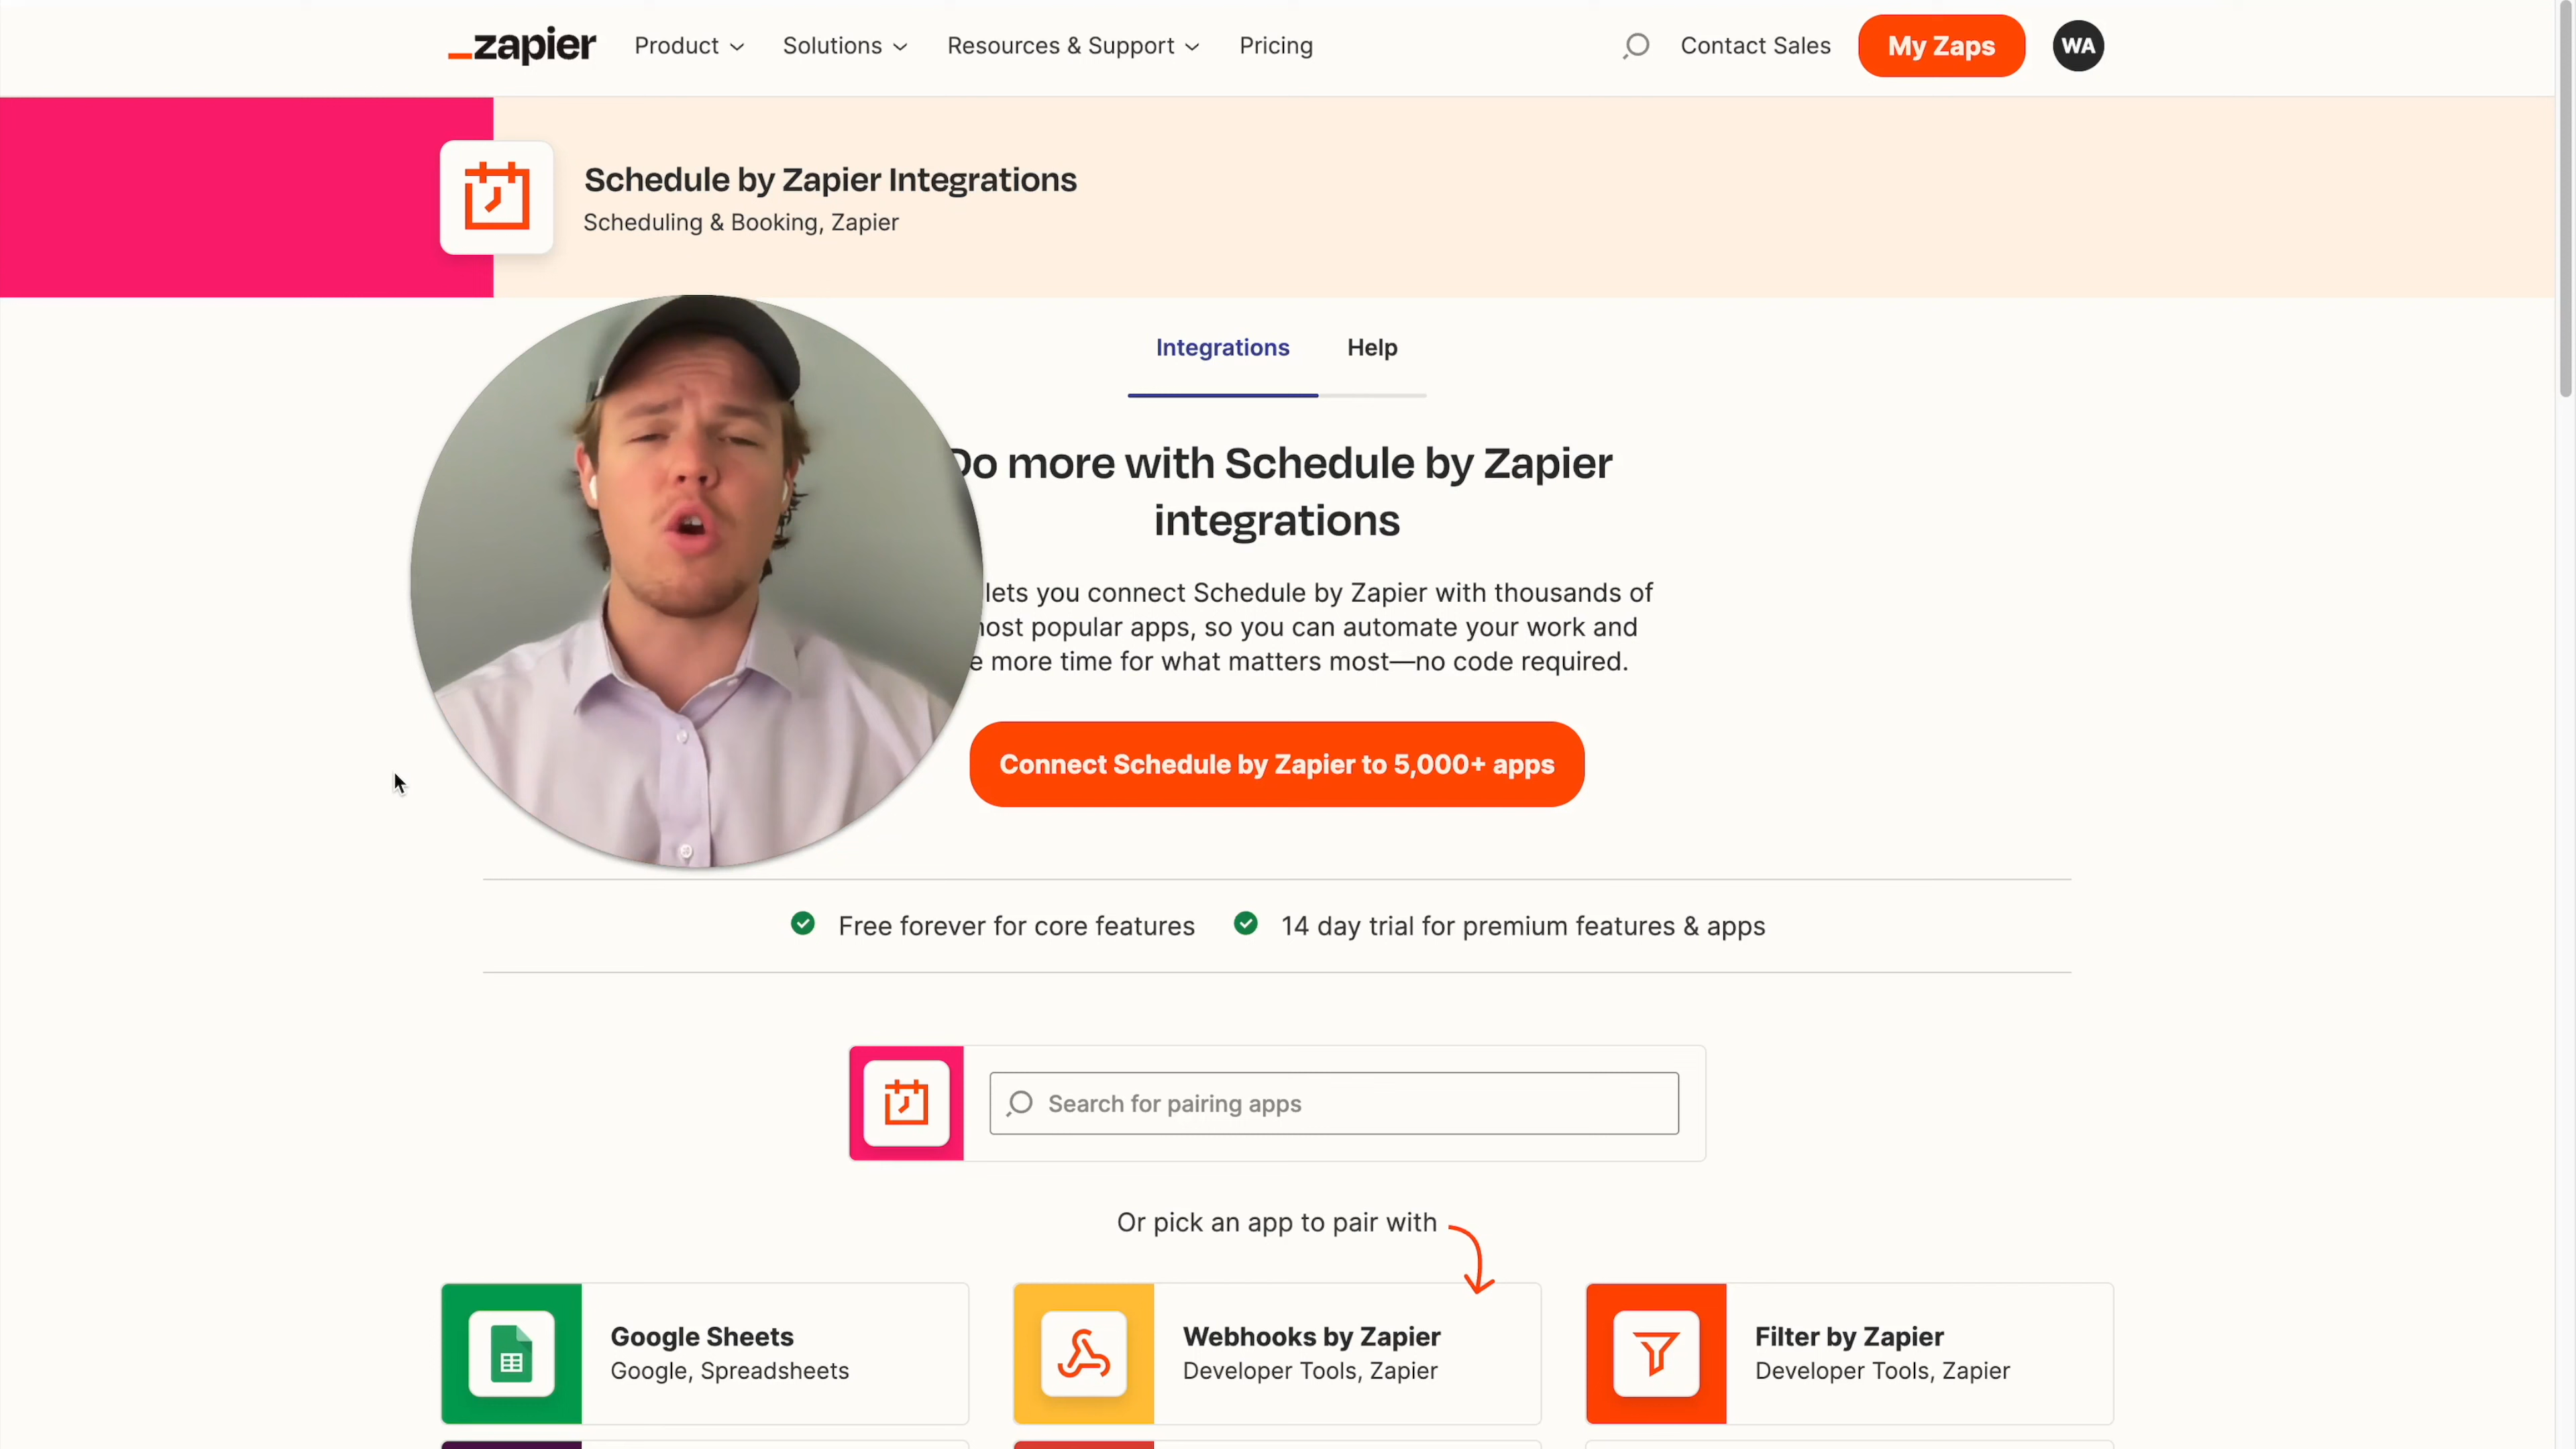 zapier
Product
Solutions
Resources & Support
Pricing
Contact Sales
My Zaps
WA
Schedule by Zapier Integrations
Scheduling & Booking, Zapier
Integrations
Help
Do more with Schedule by Zapier
integrations
lets you connect Schedule by Zapier with thousands of
most popular apps, so you can automate your work and
more time for what matters most—no code required.
Connect Schedule by Zapier to 5,000+ apps
Free forever for core features
14 day trial for premium features & apps
Search for pairing apps
Or pick an app to pair with
Google Sheets
Google, Spreadsheets
Webhooks by Zapier
Developer Tools, Zapier
Filter by Zapier
Developer Tools, Zapier